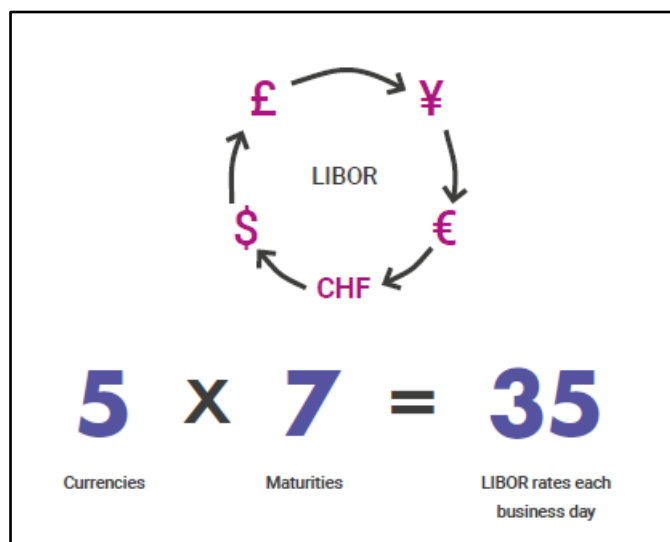 £ ¥
LIBOR
$ €
CHF
5 x 7 = 35
Currencies Maturities LIBOR rates each
business day